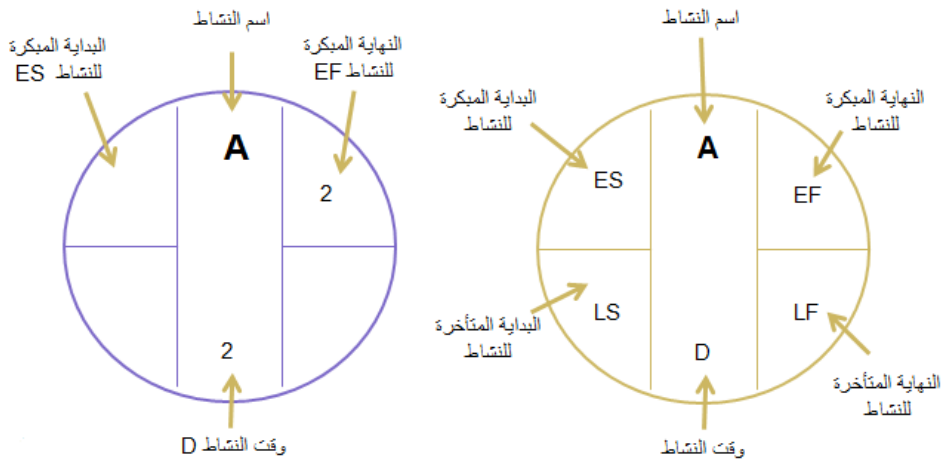 اسم النشاط
البداية المبكرة
للنشاط ES
النهاية المبكرة
للنشاط EF
A
2
2
وقت النشاط D
اسم النشاط
البداية المبكرة
للنشاط
النهاية المبكرة
للنشاط
A
ES
EF
LS
LF
D
البداية المتأخرة
للنشاط
النهاية المتأخرة
للنشاط
وقت النشاط